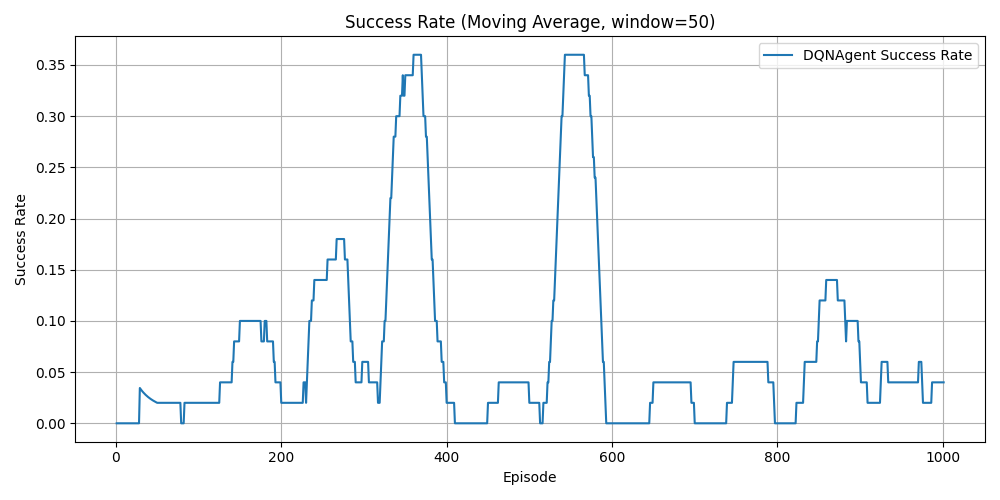 Success Rate (Moving Average, window=50)
DQNAgent Success Rate
Success Rate
0.35
0.30
0.25
0.20
0.15
0.10
0.05
0.00
0 200 400 600 800 1000
Episode